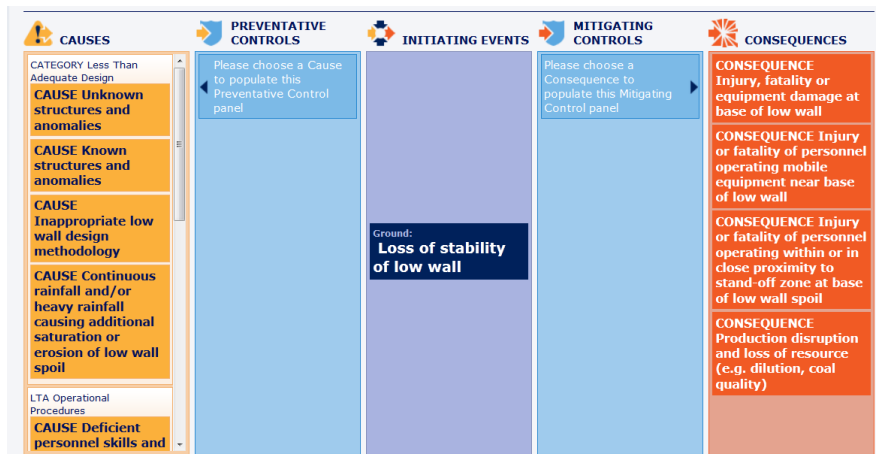 CAUSES
PREVENTATIVE
CONTROLS
INITIATING EVENTS
MITIGATING
CONTROLS
CONSEQUENCES
CATEGORY Less Than
Adequate Design
CAUSE Unknown
structures and
anomalies
CAUSE Known
structures and
anomalies
CAUSE
Inappropriate low
wall design
methodology
CAUSE Continuous
rainfall and/or
heavy rainfall
causing additional
saturation or
erosion of low wall
spoil
LTA Operational
Procedures
CAUSE Deficient
personnel skills and
Please choose a Cause
to populate this
Preventative Control
panel
Ground:
Loss of stability
of low wall
Please choose a
Consequence to
populate this Mitigating
Control panel
CONSEQUENCE
Injury, fatality or
equipment damage at
base of low wall
CONSEQUENCE Injury
or fatality of personnel
operating mobile
equipment near base
of low wall
CONSEQUENCE Injury
or fatality of personnel
operating within or in
close proximity to
stand-off zone at base
of low wall spoil
CONSEQUENCE
Production disruption
and loss of resource
(e.g. dilution, coal
quality)